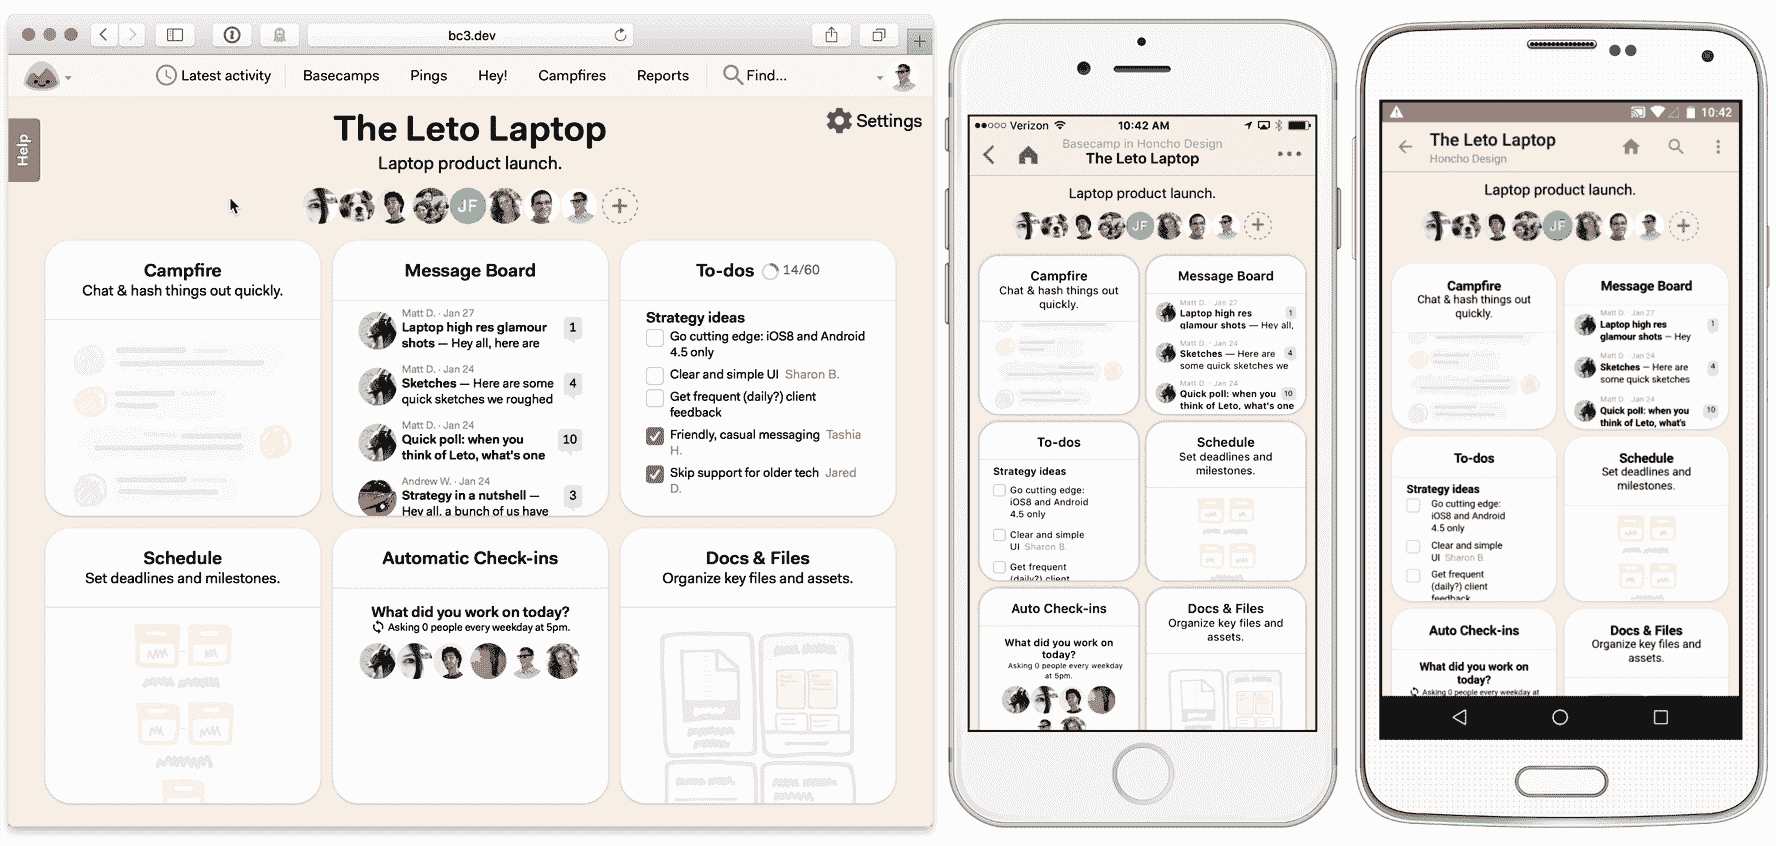 bc3.dev
Latest activity
Basecamps
Pings
Hey!
Campfires
Reports
Find...
Help
The Leto Laptop
Settings
Laptop product launch.
JF
Campfire
Chat & hash things out quickly.
Message Board
Matt D. · Jan 27
Laptop high res glamour
shots — Hey all, here are
1
Matt D. · Jan 24
Sketches — Here are some
quick sketches we roughed
4
Matt D. · Jan 24
Quick poll: when you
think of Leto, what's one
10
Andrew W. · Jan 24
Strategy in a nutshell —
Hey all, a bunch of us have
3
To-dos 14/60
Strategy ideas
Go cutting edge: iOS8 and Android
4.5 only
Clear and simple UI Sharon B.
Get frequent (daily?) client
feedback
Friendly, casual messaging Tashia
H.
Skip support for older tech Jared
D.
Schedule
Set deadlines and milestones.
Automatic Check-ins
What did you work on today?
Asking 0 people every weekday at 5pm.
Docs & Files
Organize key files and assets.
Verizon
10:42 AM
Basecamp in Honcho Design
The Leto Laptop
Laptop product launch.
JF
Campfire
Chat & hash things out
quickly.
Message Board
Matt D. · Jan 27
Laptop high res
glamour shots — Hey all,
1
Matt D. · Jan 24
Sketches — Here are
some quick sketches we
4
Matt D. · Jan 24
Quick poll: when you
think of Leto, what's one
10
To-dos
Strategy ideas
Go cutting edge:
iOS8 and Android
4.5 only
Clear and simple
UI Sharon B.
Get frequent
(daily?) client
Schedule
Set deadlines and
milestones.
Auto Check-ins
What did you work on
today?
Asking 0 people every weekday
at 5pm.
Docs & Files
Organize key files and
assets.
10:42
The Leto Laptop
Honcho Design
Laptop product launch.
JF
Campfire
Chat & hash things out
quickly.
Message Board
Matt D. · Jan 27
Laptop high res
glamour shots — Hey
1
Matt D. · Jan 24
Sketches — Here are
some quick sketches
4
Matt D. · Jan 24
Quick poll: when you
think of Leto, what's
10
To-dos
Strategy ideas
Go cutting edge:
iOS8 and Android
4.5 only
Clear and simple
UI Sharon B.
Get frequent
(daily?) client
feedback
Schedule
Set deadlines and
milestones.
Auto Check-ins
What did you work on
today?
Asking 0 people every weekday at
Docs & Files
Organize key files and
assets.